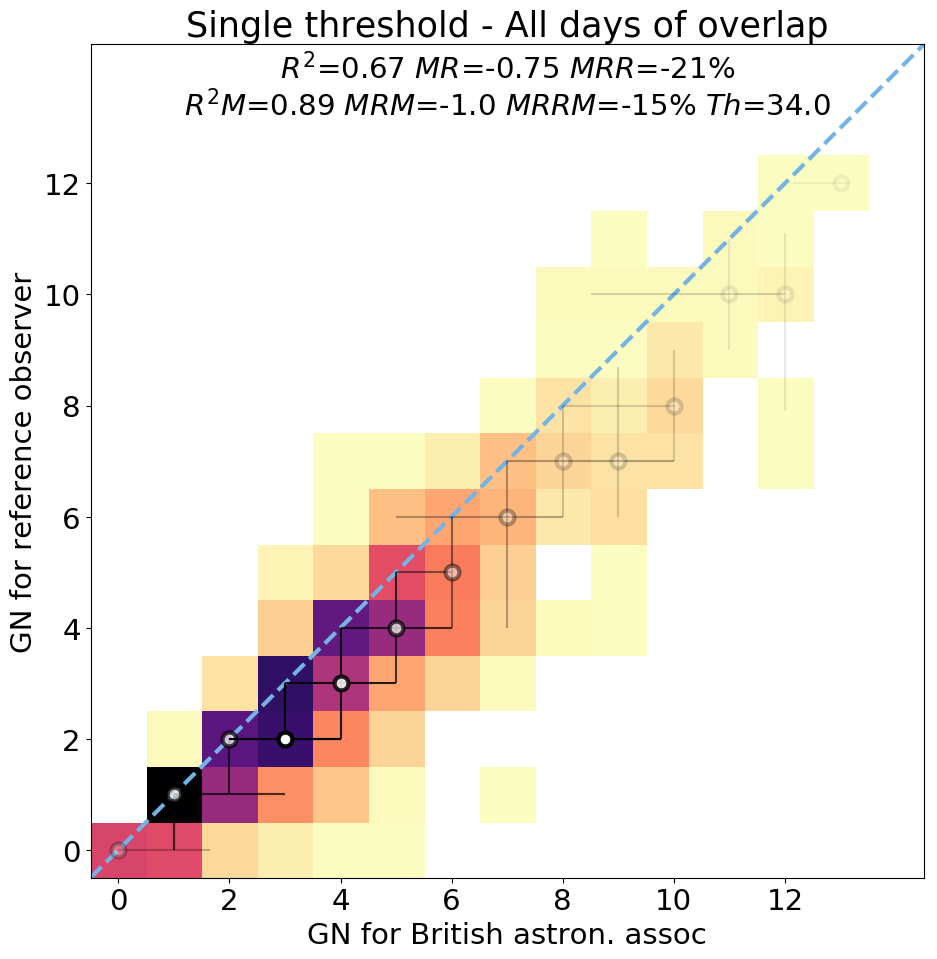 Single threshold - All days of overlap
R²=0.67 MR=-0.75 MRR=-21%
R²M=0.89 MRM=-1.0 MRRM=-15% Th=34.0
GN for reference observer
12
10
8
6
4
2
0
0 2 4 6 8 10 12
GN for British astron. assoc